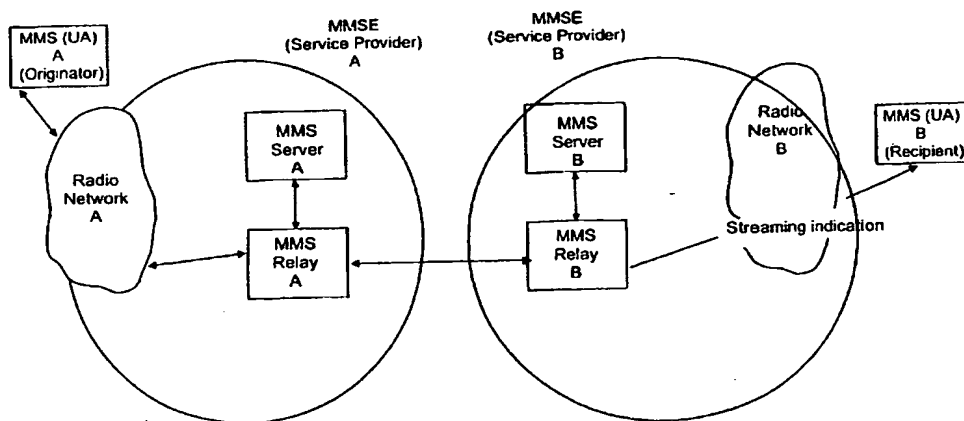 MMS (UA)
A
(Originator)
MMSE
(Service Provider)
A
MMSE
(Service Provider)
B
MMS
Server
A
MMS
Server
B
Radio
Network
B
MMS (UA)
B
(Recipient)
Radio
Network
A
MMS
Relay
A
MMS
Relay
B
Streaming indication